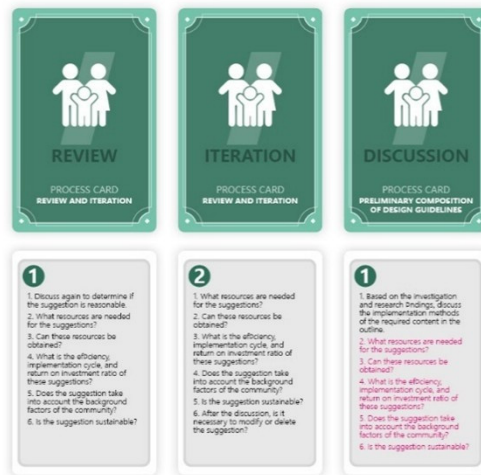 REVIEW
PROCESS CARD
REVIEW AND ITERATION
ITERATION
PROCESS CARD
REVIEW AND ITERATION
DISCUSSION
PROCESS CARD
PRELIMINARY COMPOSITION
OF DESIGN GUIDELINES
1
1. Discuss again to determine if
the suggestion is reasonable.
2. What resources are needed
for the suggestions?
3. Can these resources be
obtained?
4. What is the efficiency,
implementation cycle, and
return on investment ratio of
these suggestions?
5. Does the suggestion take
into account the background
factors of the community?
6. Is the suggestion sustainable?
2
1. What resources are needed
for the suggestions?
2. Can these resources be
obtained?
3. What is the efficiency,
implementation cycle, and
return on investment ratio of
these suggestions?
4. Does the suggestion take
into account the background
factors of the community?
5. Is the suggestion sustainable?
6. After the discussion, is it
necessary to modify or delete
the suggestion?
1
1. Based on the investigation
and research findings, discuss
the implementation methods
of the required content in the
outline.
2. What resources are needed
for the suggestions?
3. Can these resources be
obtained?
4. What is the efficiency,
implementation cycle, and
return on investment ratio of
these suggestions?
5. Does the suggestion take
into account the background
factors of the community?
6. Is the suggestion sustainable?